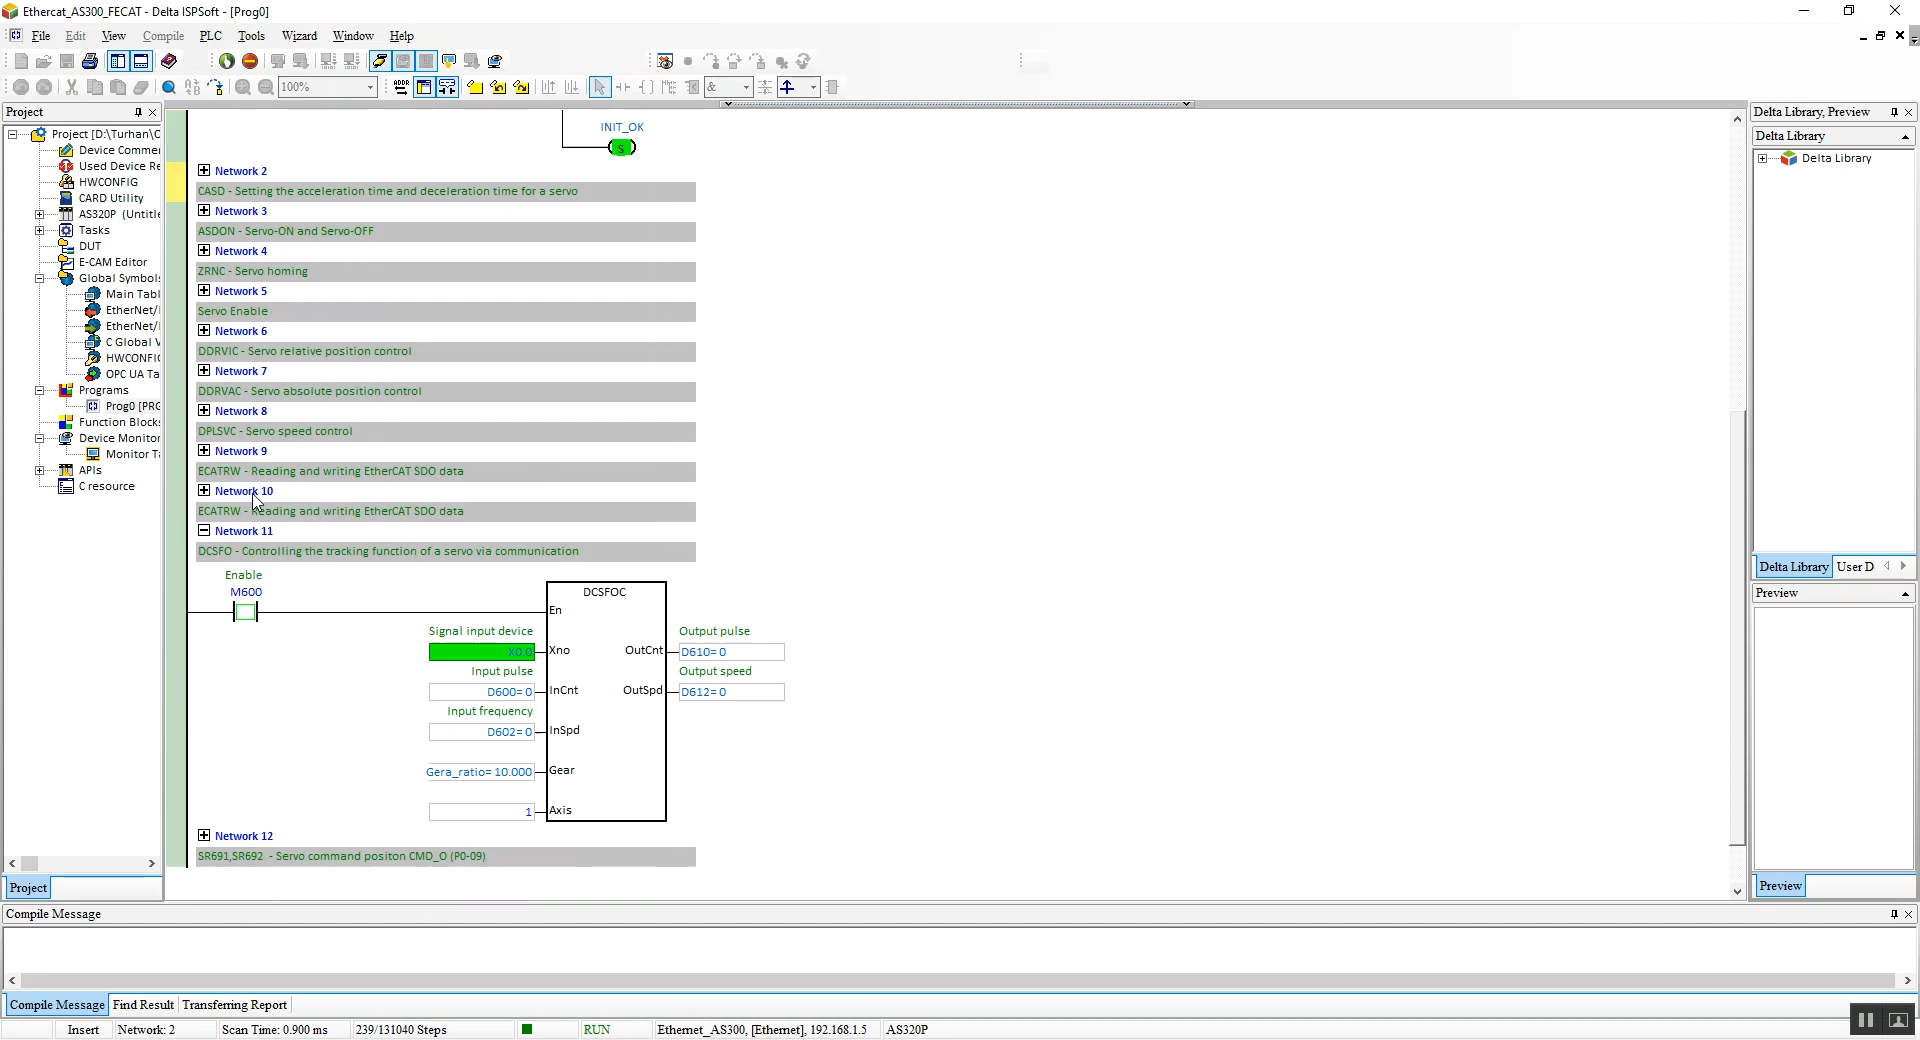 Ethercat_AS300_FECAT - Delta ISPSoft - [Prog0]
File Edit View Compile PLC Tools Wizard Window Help
100%
ADDR
&
Project
Project [D:\Turhan\C
Device Commen
Used Device Re
HWCONFIG
CARD Utility
AS320P (Untitle
Tasks
DUT
E-CAM Editor
Global Symbols
Main Tabl
EtherNet/I
EtherNet/I
C Global V
HWCONFIG
OPC UA Ta
Programs
Prog0 [PRG
Function Blocks
Device Monitor
Monitor Ta
APIs
C resource
Project
INIT_OK
S
Network 2
CASD - Setting the acceleration time and deceleration time for a servo
Network 3
ASDON - Servo-ON and Servo-OFF
Network 4
ZRNC - Servo homing
Network 5
Servo Enable
Network 6
DDRVIC - Servo relative position control
Network 7
DDRVAC - Servo absolute position control
Network 8
DPLSVC - Servo speed control
Network 9
ECATRW - Reading and writing EtherCAT SDO data
Network 10
ECATRW - Reading and writing EtherCAT SDO data
Network 11
DCSFO - Controlling the tracking function of a servo via communication
Enable
M600
DCSFOC
En
Signal input device
X0.0 Xno
Input pulse
D600= 0 InCnt
Input frequency
D602= 0 InSpd
Gera_ratio= 10.000 Gear
1 Axis
Output pulse
OutCnt D610= 0
Output speed
OutSpd D612= 0
Network 12
SR691,SR692 - Servo command positon CMD_O (P0-09)
Delta Library, Preview
Delta Library
Delta Library
Delta Library User D
Preview
Preview
Compile Message
Compile Message Find Result Transferring Report
Insert Network: 2 Scan Time: 0.900 ms 239/131040 Steps RUN Ethernet_AS300, [Ethernet], 192.168.1.5 AS320P